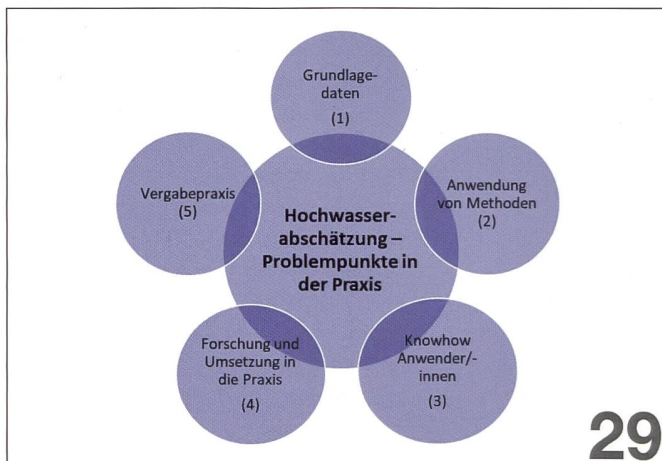 Grundlage-
daten
(1)
Anwendung
von Methoden
(2)
Knowhow
Anwender/-
innen
(3)
Forschung und
Umsetzung in
die Praxis
(4)
Vergabepraxis
(5)
Hochwasser-
abschätzung –
Problempunkte in
der Praxis
29